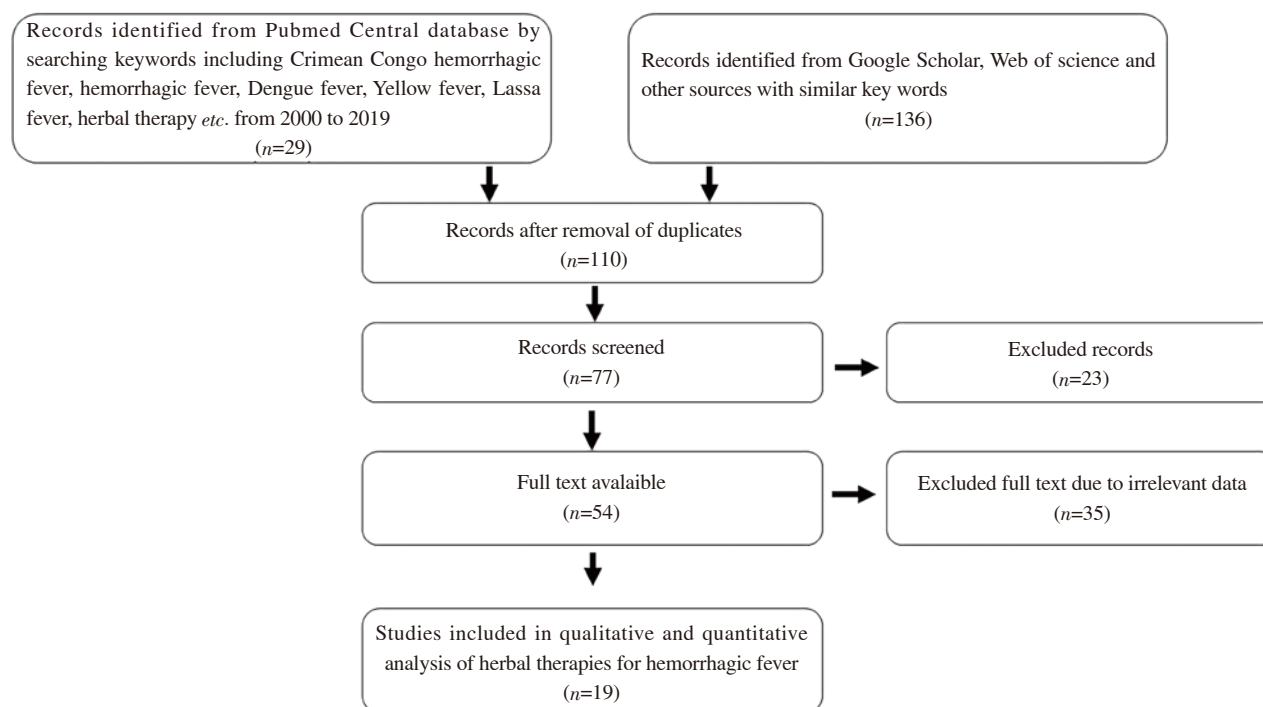 Records identified from Pubmed Central database by
searching keywords including Crimean Congo hemorrhagic
fever, hemorrhagic fever, Dengue fever, Yellow fever, Lassa
fever, herbal therapy etc. from 2000 to 2019
(n=29)
Records identified from Google Scholar, Web of science and
other sources with similar key words
(n=136)
Records after removal of duplicates
(n=110)
Records screened
(n=77)
Excluded records
(n=23)
Full text avalaible
(n=54)
Excluded full text due to irrelevant data
(n=35)
Studies included in qualitative and quantitative
analysis of herbal therapies for hemorrhagic fever
(n=19)